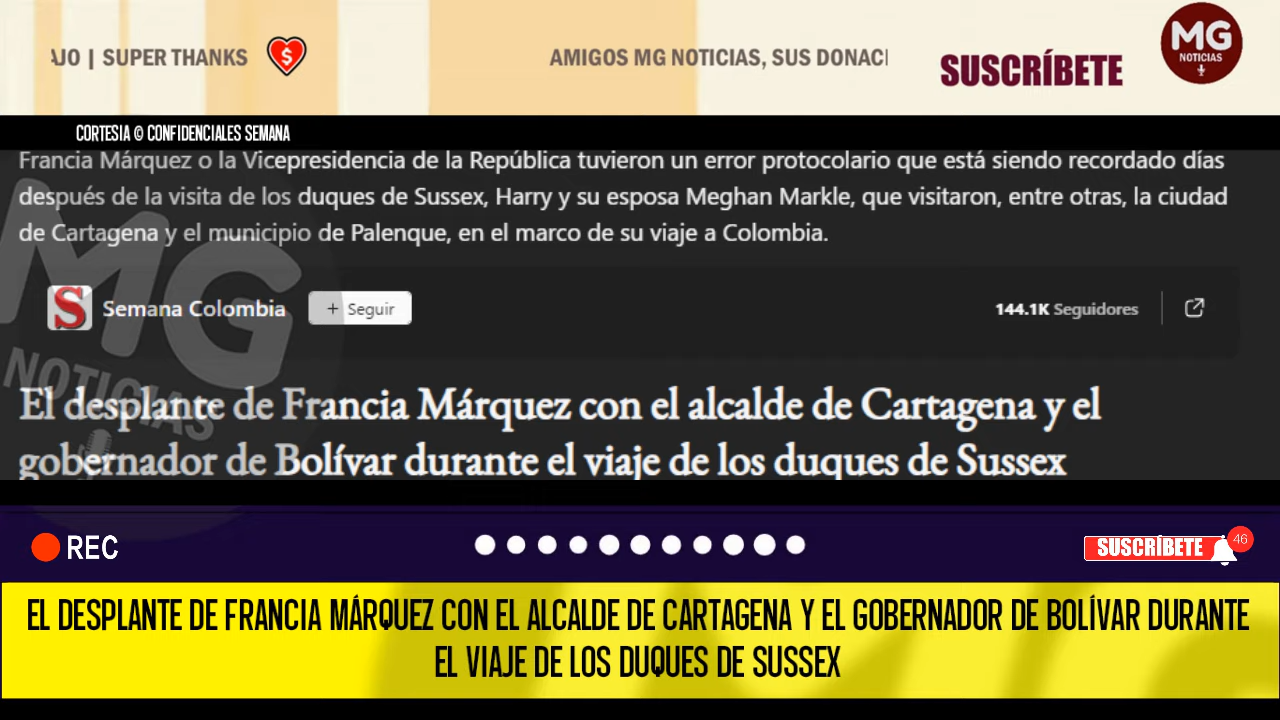 AJO | SUPER THANKS
AMIGOS MG NOTICIAS, SUS DONACI
SUSCRÍBETE
MG
NOTICIAS
CORTESIA © CONFIDENCIALES SEMANA
Francia Márquez o la Vicepresidencia de la República tuvieron un error protocolario que está siendo recordado días
después de la visita de los duques de Sussex, Harry y su esposa Meghan Markle, que visitaron, entre otras, la ciudad
de Cartagena y el municipio de Palenque, en el marco de su viaje a Colombia.
S Semana Colombia + Seguir 144.1K Seguidores
MG
NOTICIAS
El desplante de Francia Márquez con el alcalde de Cartagena y el
gobernador de Bolívar durante el viaje de los duques de Sussex
REC
SUSCRÍBETE 46
EL DESPLANTE DE FRANCIA MÁRQUEZ CON EL ALCALDE DE CARTAGENA Y EL GOBERNADOR DE BOLÍVAR DURANTE
EL VIAJE DE LOS DUQUES DE SUSSEX